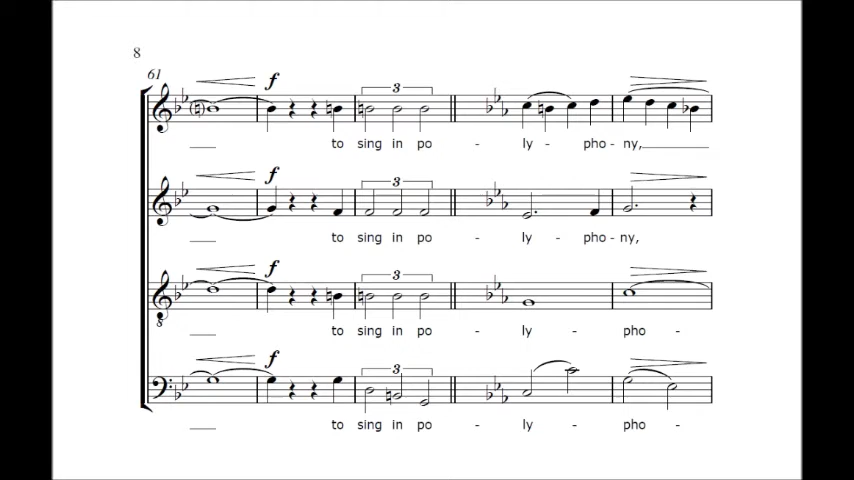 8
61
f
3
to sing in po - ly - pho - ny,
f
3
to sing in po - ly - pho - ny,
f
3
to sing in po - ly pho -
8
f
3
to sing in po - ly - pho -